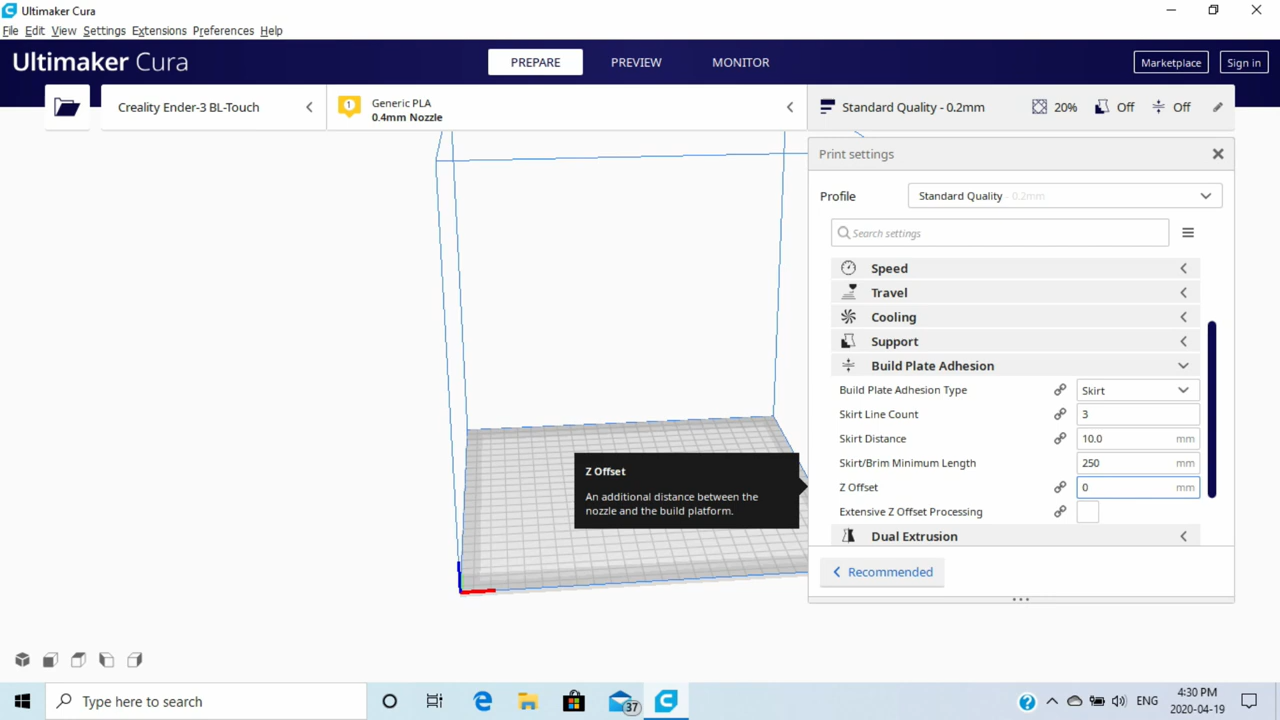 Ultimaker Cura
File Edit View Settings Extensions Preferences Help
Ultimaker Cura
PREPARE
PREVIEW
MONITOR
Marketplace
Sign in
Creality Ender-3 BL-Touch
1
Generic PLA
0.4mm Nozzle
Standard Quality - 0.2mm
20%
Off
Off
Print settings
Profile
Standard Quality - 0.2mm
Search settings
Speed
Travel
Cooling
Support
Build Plate Adhesion
Build Plate Adhesion Type
Skirt
Skirt Line Count
3
Skirt Distance
10.0 mm
Skirt/Brim Minimum Length
250 mm
Z Offset
0 mm
Extensive Z Offset Processing
Dual Extrusion
Recommended
Z Offset
An additional distance between the
nozzle and the build platform.
Type here to search
37
ENG
4:30 PM
2020-04-19